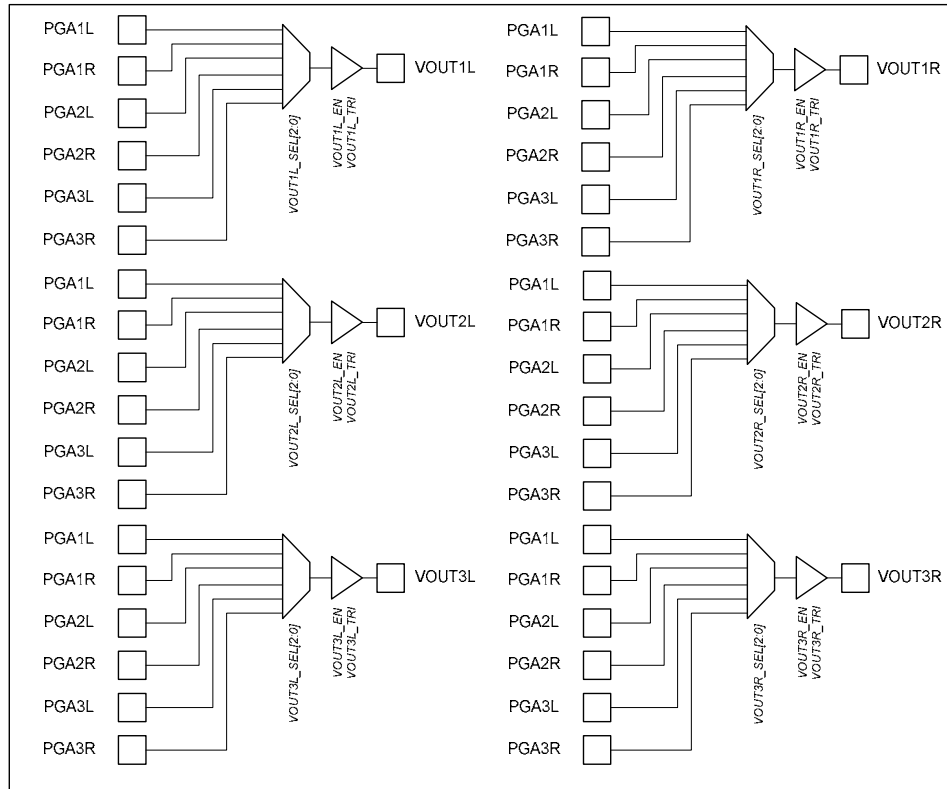 PGA1L
PGA1R
PGA2L
PGA2R
PGA3L
PGA3R
VOUT1L_SEL[2:0]
VOUT1L_EN
VOUT1L_TRI
VOUT1L
PGA1L
PGA1R
PGA2L
PGA2R
PGA3L
PGA3R
VOUT1R_SEL[2:0]
VOUT1R_EN
VOUT1R_TRI
VOUT1R
PGA1L
PGA1R
PGA2L
PGA2R
PGA3L
PGA3R
VOUT2L_SEL[2:0]
VOUT2L_EN
VOUT2L_TRI
VOUT2L
PGA1L
PGA1R
PGA2L
PGA2R
PGA3L
PGA3R
VOUT2R_SEL[2:0]
VOUT2R_EN
VOUT2R_TRI
VOUT2R
PGA1L
PGA1R
PGA2L
PGA2R
PGA3L
PGA3R
VOUT3L_SEL[2:0]
VOUT3L_EN
VOUT3L_TRI
VOUT3L
PGA1L
PGA1R
PGA2L
PGA2R
PGA3L
PGA3R
VOUT3R_SEL[2:0]
VOUT3R_EN
VOUT3R_TRI
VOUT3R